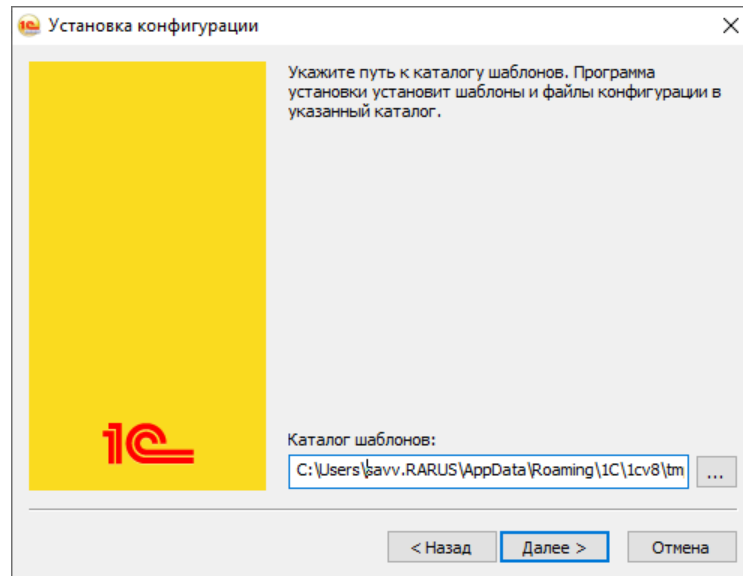 Установка конфигурации
Укажите путь к каталогу шаблонов. Программа
установки установит шаблоны и файлы конфигурации в
указанный каталог.
1С
Каталог шаблонов:
C:\Users\savv.RARUS\AppData\Roaming\1C\1cv8\tm
...
< Назад
Далее >
Отмена